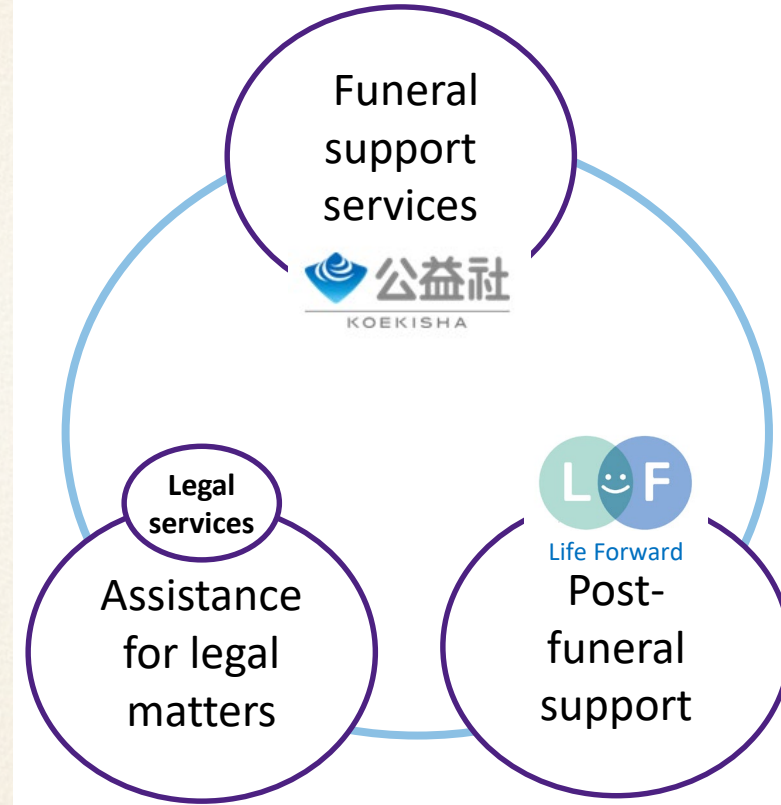 Funeral
support
services
公益社
KOEKISHA
Legal
services
Assistance
for legal
matters
L F
Life Forward
Post-
funeral
support